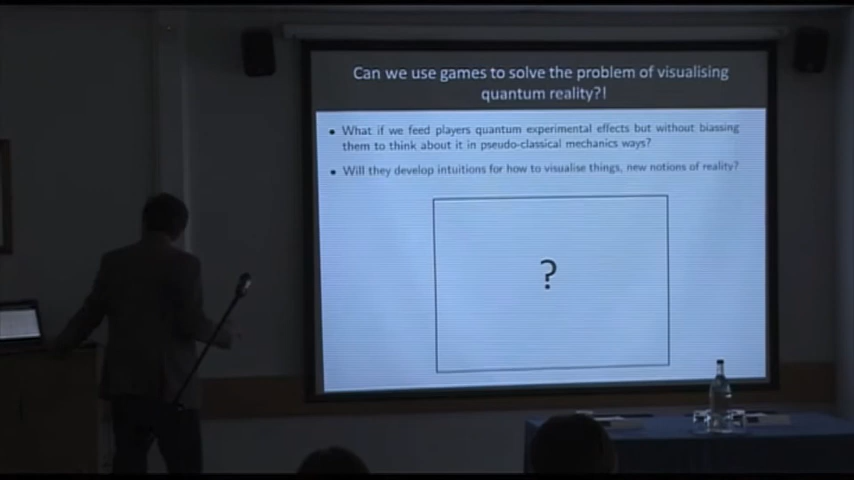 Can we use games to solve the problem of visualising
quantum reality?!
• What if we feed players quantum experimental effects but without biassing
them to think about it in pseudo-classical mechanics ways?
• Will they develop intuitions for how to visualise things, new notions of reality?
?